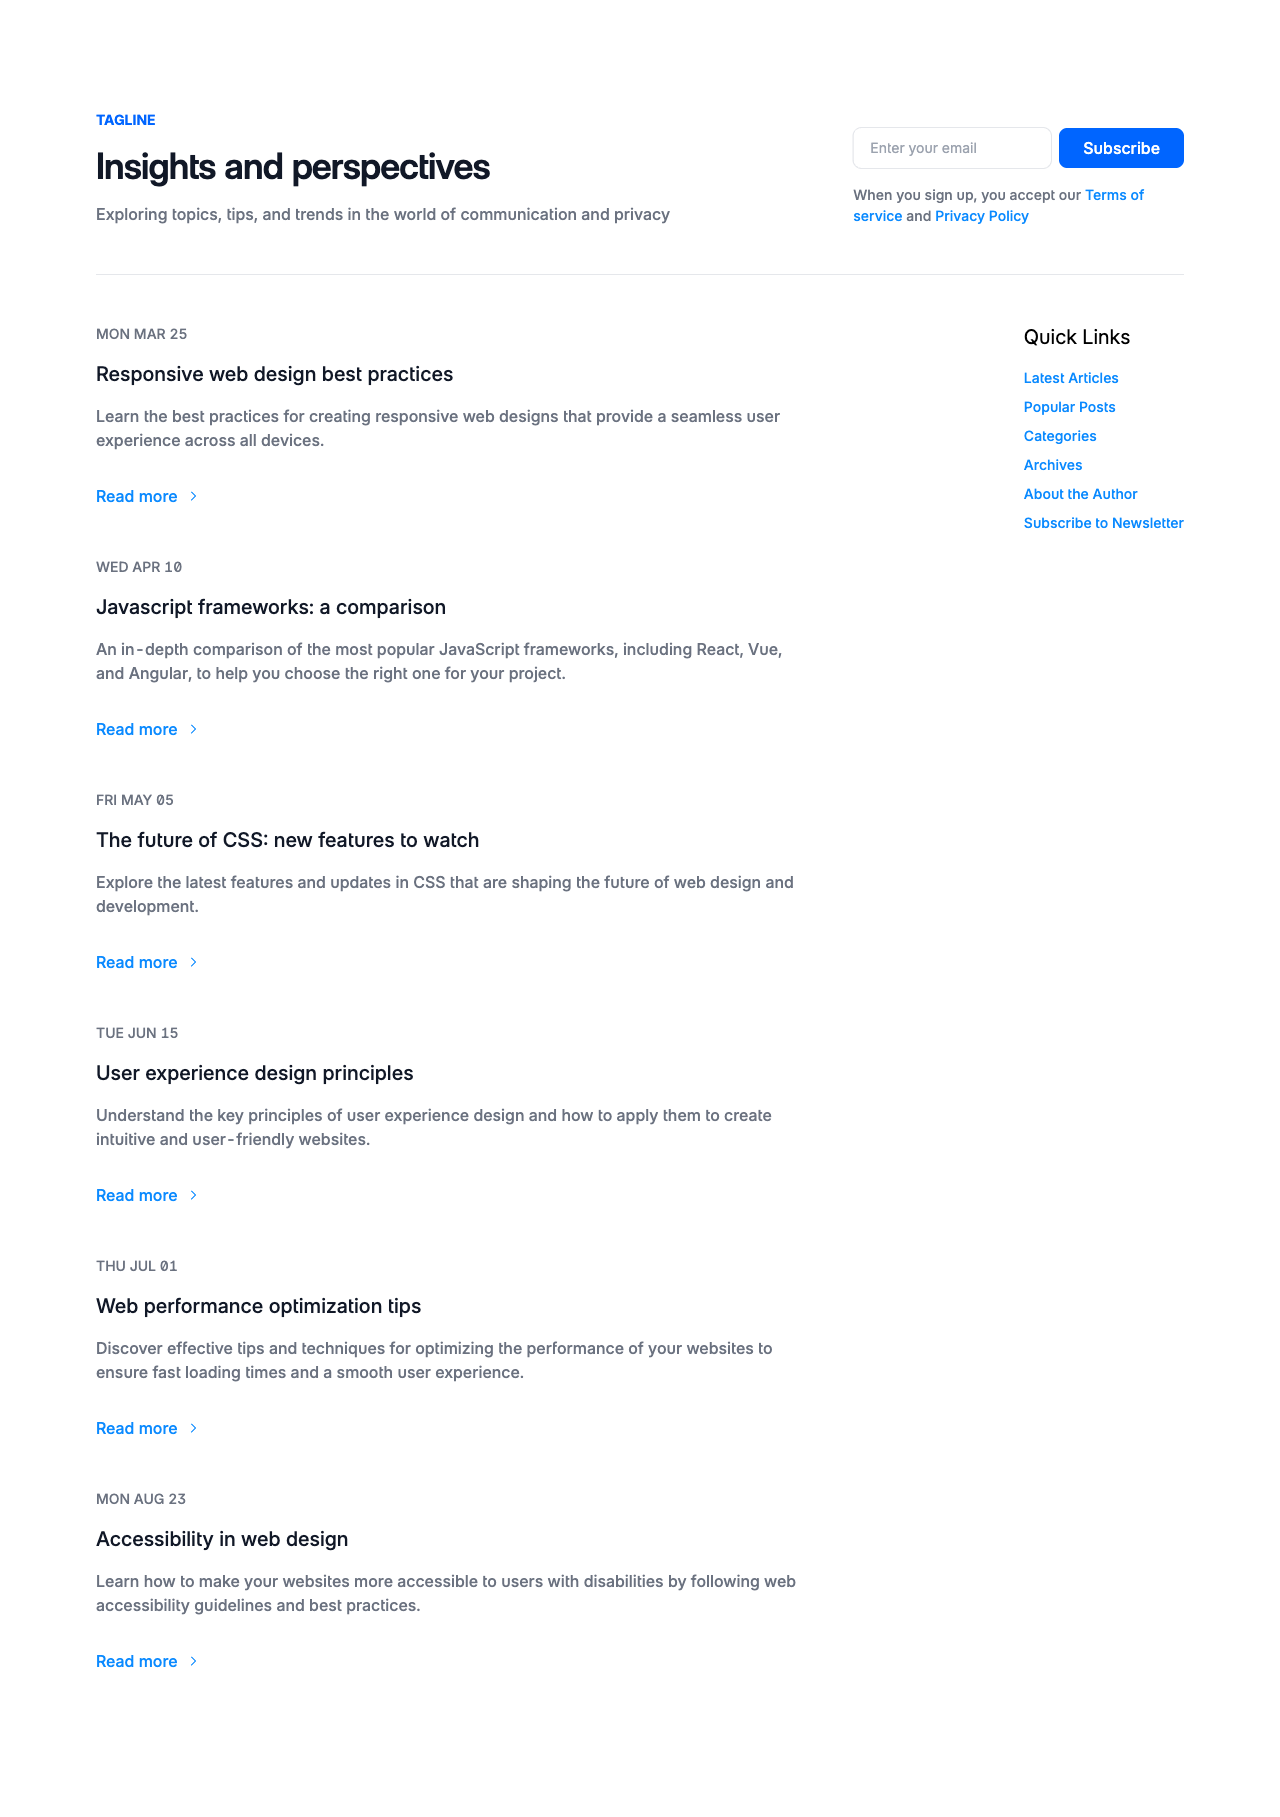 TAGLINE
Insights and perspectives
Exploring topics, tips, and trends in the world of communication and privacy
Enter your email
Subscribe
When you sign up, you accept our Terms of
service and Privacy Policy
MON MAR 25
Responsive web design best practices
Learn the best practices for creating responsive web designs that provide a seamless user
experience across all devices.
Read more
WED APR 10
Javascript frameworks: a comparison
An in-depth comparison of the most popular JavaScript frameworks, including React, Vue,
and Angular, to help you choose the right one for your project.
Read more
FRI MAY 05
The future of CSS: new features to watch
Explore the latest features and updates in CSS that are shaping the future of web design and
development.
Read more
TUE JUN 15
User experience design principles
Understand the key principles of user experience design and how to apply them to create
intuitive and user-friendly websites.
Read more
THU JUL 01
Web performance optimization tips
Discover effective tips and techniques for optimizing the performance of your websites to
ensure fast loading times and a smooth user experience.
Read more
MON AUG 23
Accessibility in web design
Learn how to make your websites more accessible to users with disabilities by following web
accessibility guidelines and best practices.
Read more
Quick Links
Latest Articles
Popular Posts
Categories
Archives
About the Author
Subscribe to Newsletter